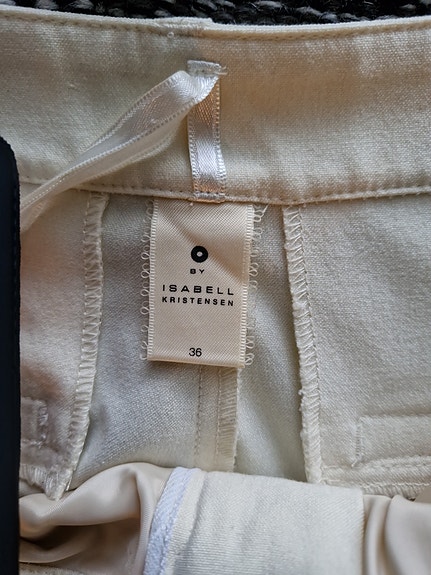 BY
ISABELL
KRISTENSEN
36